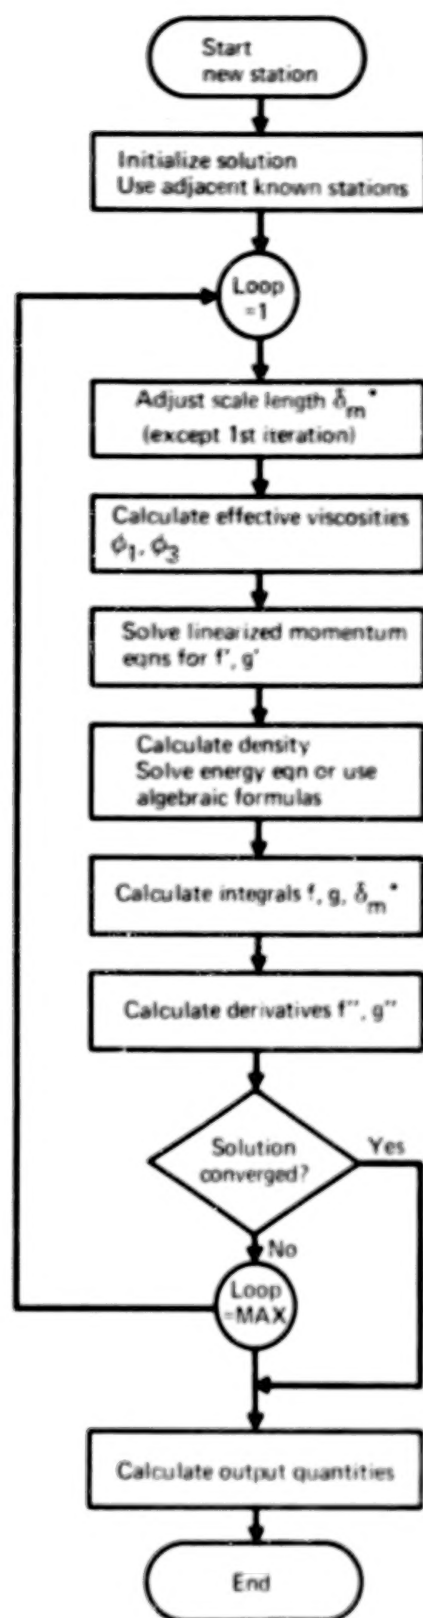 Start
new station
Initialize solution
Use adjacent known stations
Loop
=1
Adjust scale length δm*
(except 1st iteration)
Calculate effective viscosities
ϕ1, ϕ3
Solve linearized momentum
eqns for f', g'
Calculate density
Solve energy eqn or use
algebraic formulas
Calculate integrals f, g, δm*
Calculate derivatives f'', g''
Solution
converged?
Yes
No
Loop
=MAX
Calculate output quantities
End